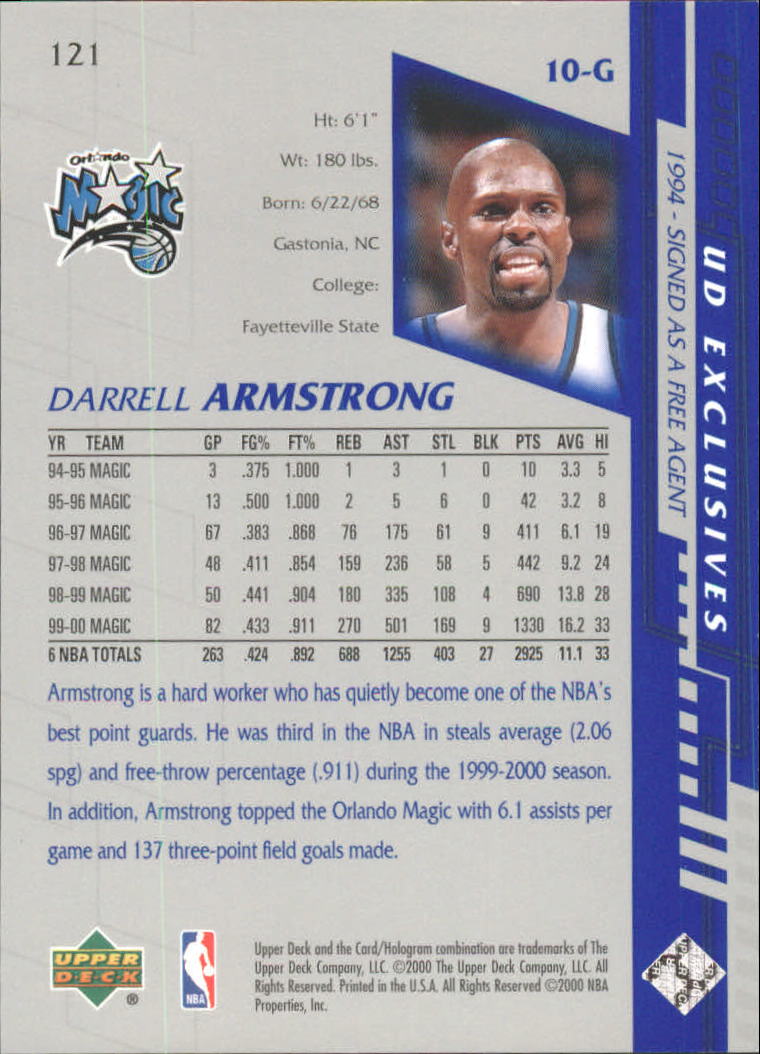 121
10-G
Orlando
Magic
Ht: 6'1"
Wt: 180 lbs.
Born: 6/22/68
Gastonia, NC
College:
Fayetteville State
1994 - SIGNED AS A FREE AGENT
UD EXCLUSIVES
DARRELL ARMSTRONG
YR TEAM GP FG% FT% REB AST STL BLK PTS AVG HI
94-95 MAGIC 3 .375 1.000 1 3 1 0 10 3.3 5
95-96 MAGIC 13 .500 1.000 2 5 6 0 42 3.2 8
96-97 MAGIC 67 .383 .868 76 175 61 9 411 6.1 19
97-98 MAGIC 48 .411 .854 159 236 58 5 442 9.2 24
98-99 MAGIC 50 .441 .904 180 335 108 4 690 13.8 28
99-00 MAGIC 82 .433 .911 270 501 169 9 1330 16.2 33
6 NBA TOTALS 263 .424 .892 688 1255 403 27 2925 11.1 33
Armstrong is a hard worker who has quietly become one of the NBA's
best point guards. He was third in the NBA in steals average (2.06
spg) and free-throw percentage (.911) during the 1999-2000 season.
In addition, Armstrong topped the Orlando Magic with 6.1 assists per
game and 137 three-point field goals made.
UPPER
DECK
®
NBA
Upper Deck and the Card/Hologram combination are trademarks of The
Upper Deck Company, LLC. ©2000 The Upper Deck Company, LLC. All
Rights Reserved. Printed in the U.S.A. All Rights Reserved ©2000 NBA
Properties, Inc.
UPPER DECK